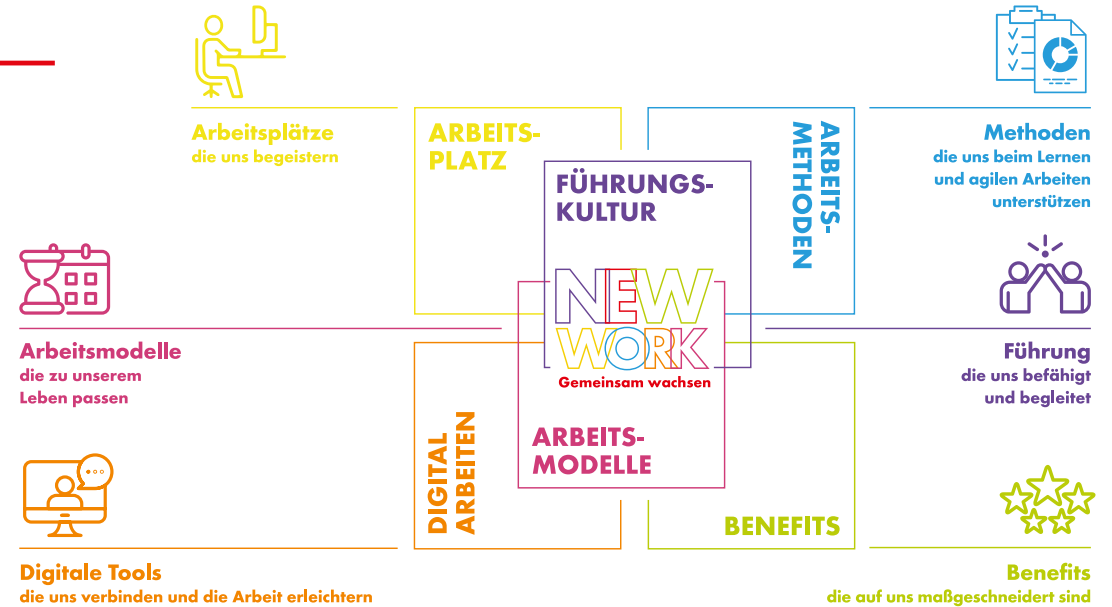 Arbeitsplätze
die uns begeistern
ARBEITS-
PLATZ
ARBEITS-
METHODEN
Methoden
die uns beim Lernen
und agilen Arbeiten
unterstützen
FÜHRUNGS-
KULTUR
NEW
WORK
Gemeinsam wachsen
Arbeitsmodelle
die zu unserem
Leben passen
Führung
die uns befähigt
und begleitet
DIGITAL
ARBEITEN
ARBEITS-
MODELLE
BENEFITS
Digitale Tools
die uns verbinden und die Arbeit erleichtern
Benefits
die auf uns maßgeschneidert sind